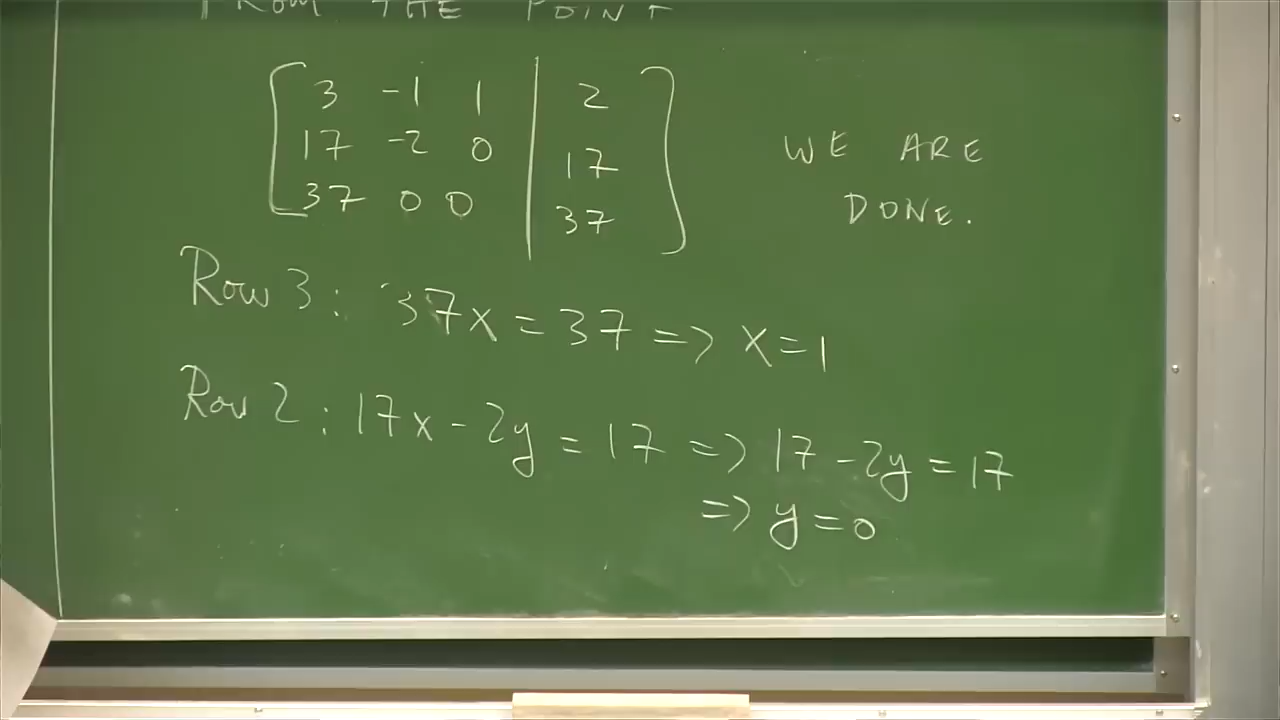 FROM THE POINT
3 -1 1 | 2
17 -2 0 | 17
37 0 0 | 37
WE ARE
DONE.
Row 3: 37x = 37 => x = 1
Row 2: 17x - 2y = 17 => 17 - 2y = 17
=> y = 0